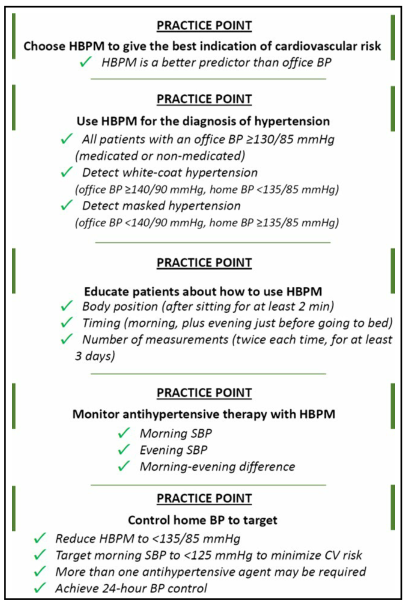 PRACTICE POINT
Choose HBPM to give the best indication of cardiovascular risk
✓ HBPM is a better predictor than office BP
PRACTICE POINT
Use HBPM for the diagnosis of hypertension
✓ All patients with an office BP ≥130/85 mmHg
(medicated or non-medicated)
✓ Detect white-coat hypertension
(office BP ≥140/90 mmHg, home BP <135/85 mmHg)
✓ Detect masked hypertension
(office BP <140/90 mmHg, home BP ≥135/85 mmHg)
PRACTICE POINT
Educate patients about how to use HBPM
✓ Body position (after sitting for at least 2 min)
✓ Timing (morning, plus evening just before going to bed)
✓ Number of measurements (twice each time, for at least
3 days)
PRACTICE POINT
Monitor antihypertensive therapy with HBPM
✓ Morning SBP
✓ Evening SBP
✓ Morning-evening difference
PRACTICE POINT
Control home BP to target
✓ Reduce HBPM to <135/85 mmHg
✓ Target morning SBP to <125 mmHg to minimize CV risk
✓ More than one antihypertensive agent may be required
✓ Achieve 24-hour BP control